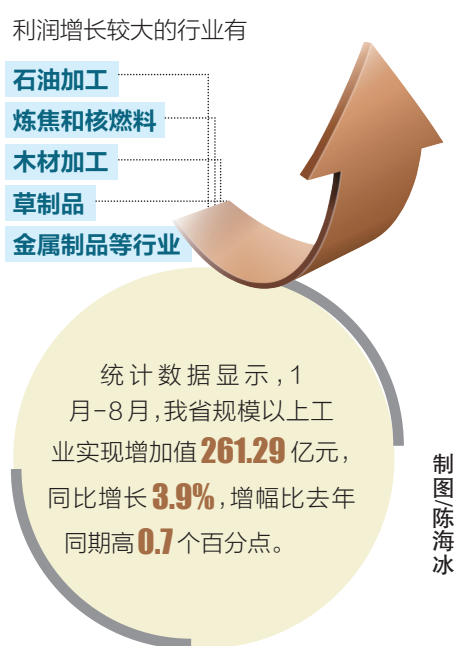 利润增长较大的行业有
石油加工
炼焦和核燃料
木材加工
草制品
金属制品等行业
统计数据显示，1
月-8月，我省规模以上工
业实现增加值261.29亿元，
同比增长3.9%，增幅比去年
同期高0.7个百分点。
制图/陈海冰